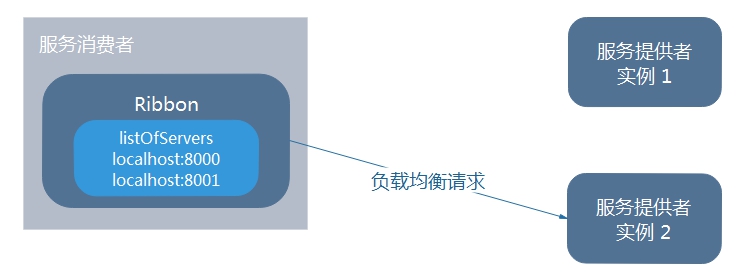 服务消费者
Ribbon
listOfServers
localhost:8000
localhost:8001
负载均衡请求
服务提供者
实例 1
服务提供者
实例 2